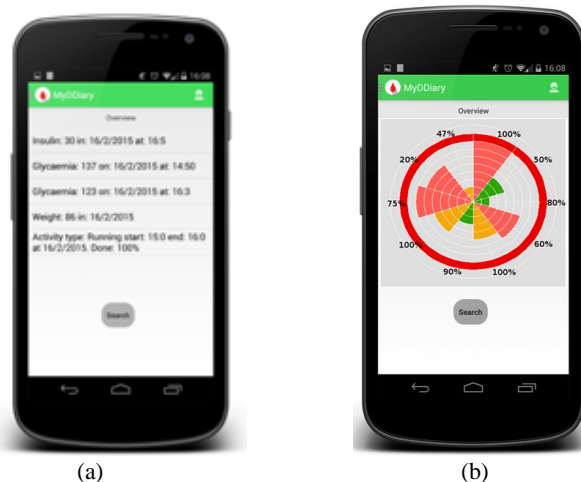 16:08
MyDDiary
Overview
Insulin: 30 in: 16/2/2015 at: 16:5
Glycaemia: 137 on: 16/2/2015 at: 14:50
Glycaemia: 123 on: 16/2/2015 at: 16:3
Weight: 86 in: 16/2/2015
Activity type: Running start: 15:0 end: 16:0
at 16/2/2015. Done: 100%
Search
(a)
16:08
MyDDiary
Overview
47% 100%
20% 50%
75% 80%
100% 60%
90% 100%
Search
(b)